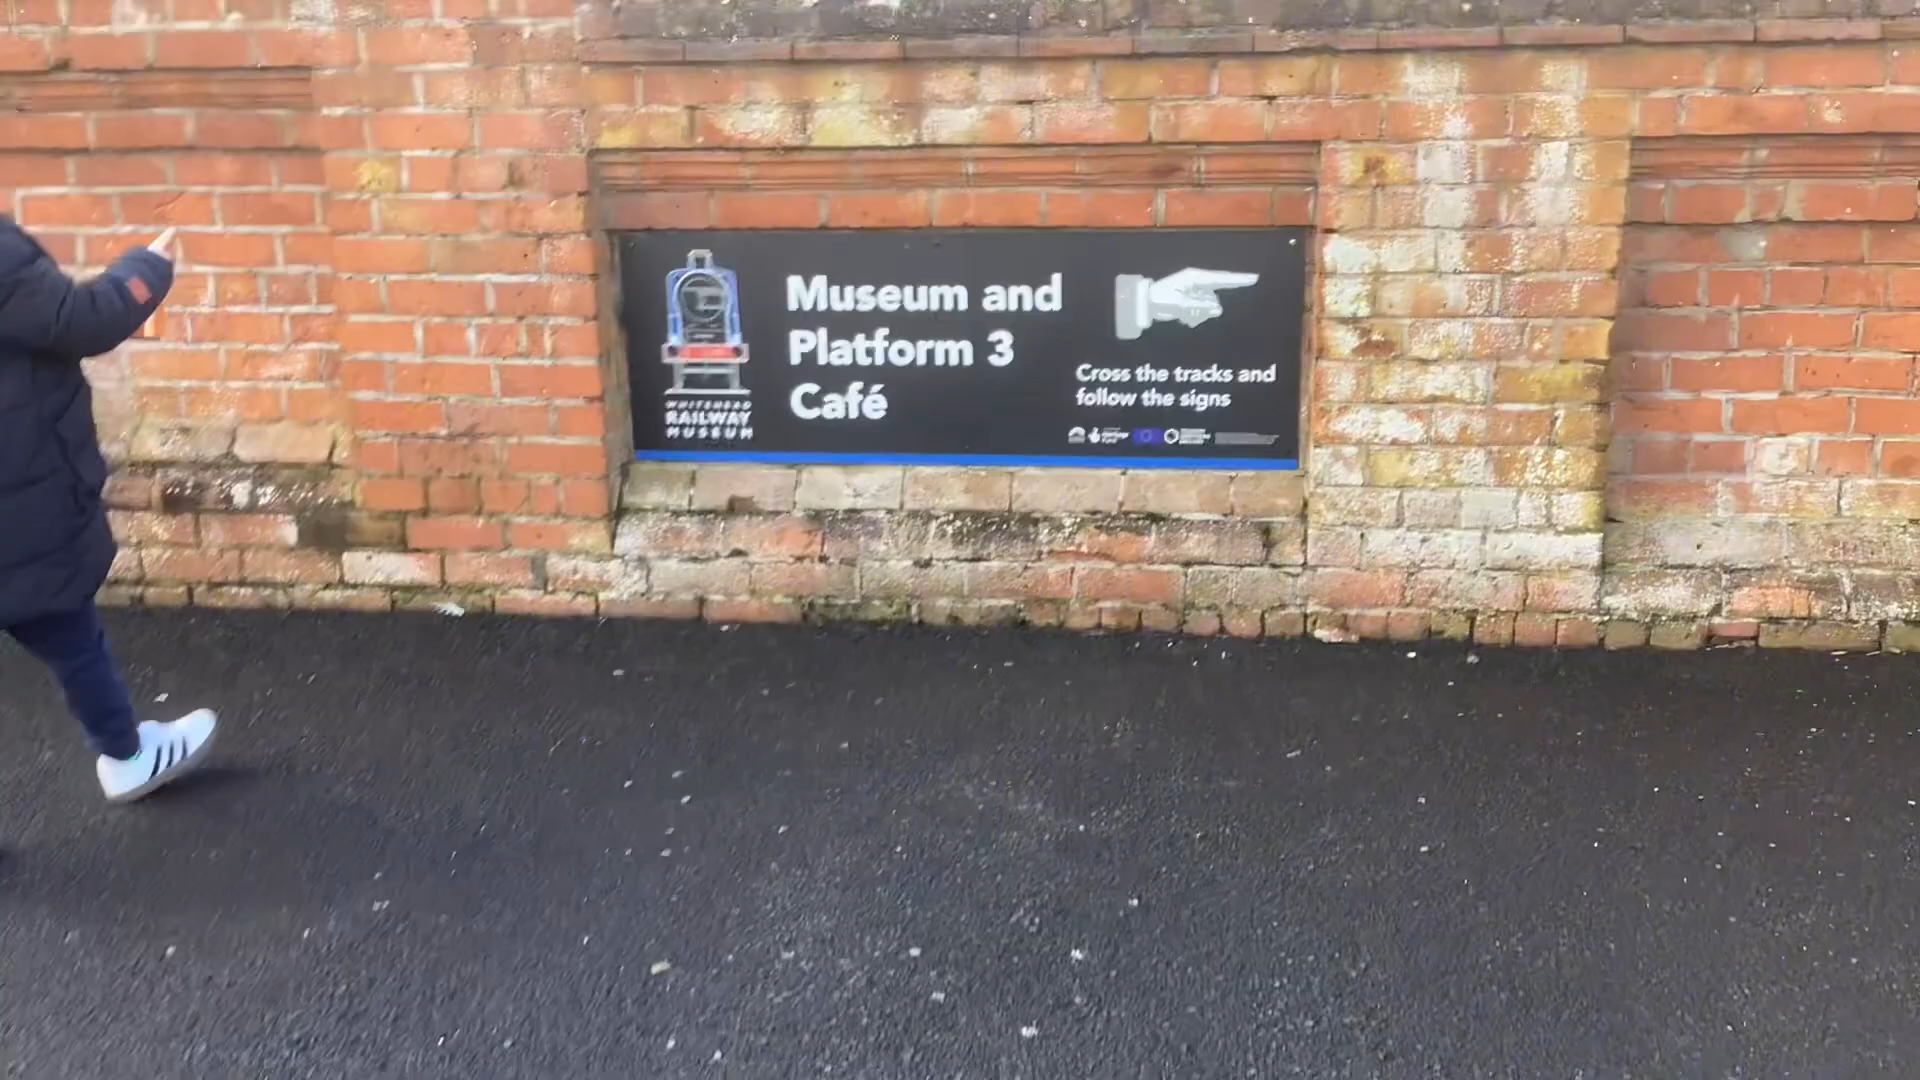 WHITEHEAD
RAILWAY
MUSEUM
Museum and
Platform 3
Café
Cross the tracks and
follow the signs